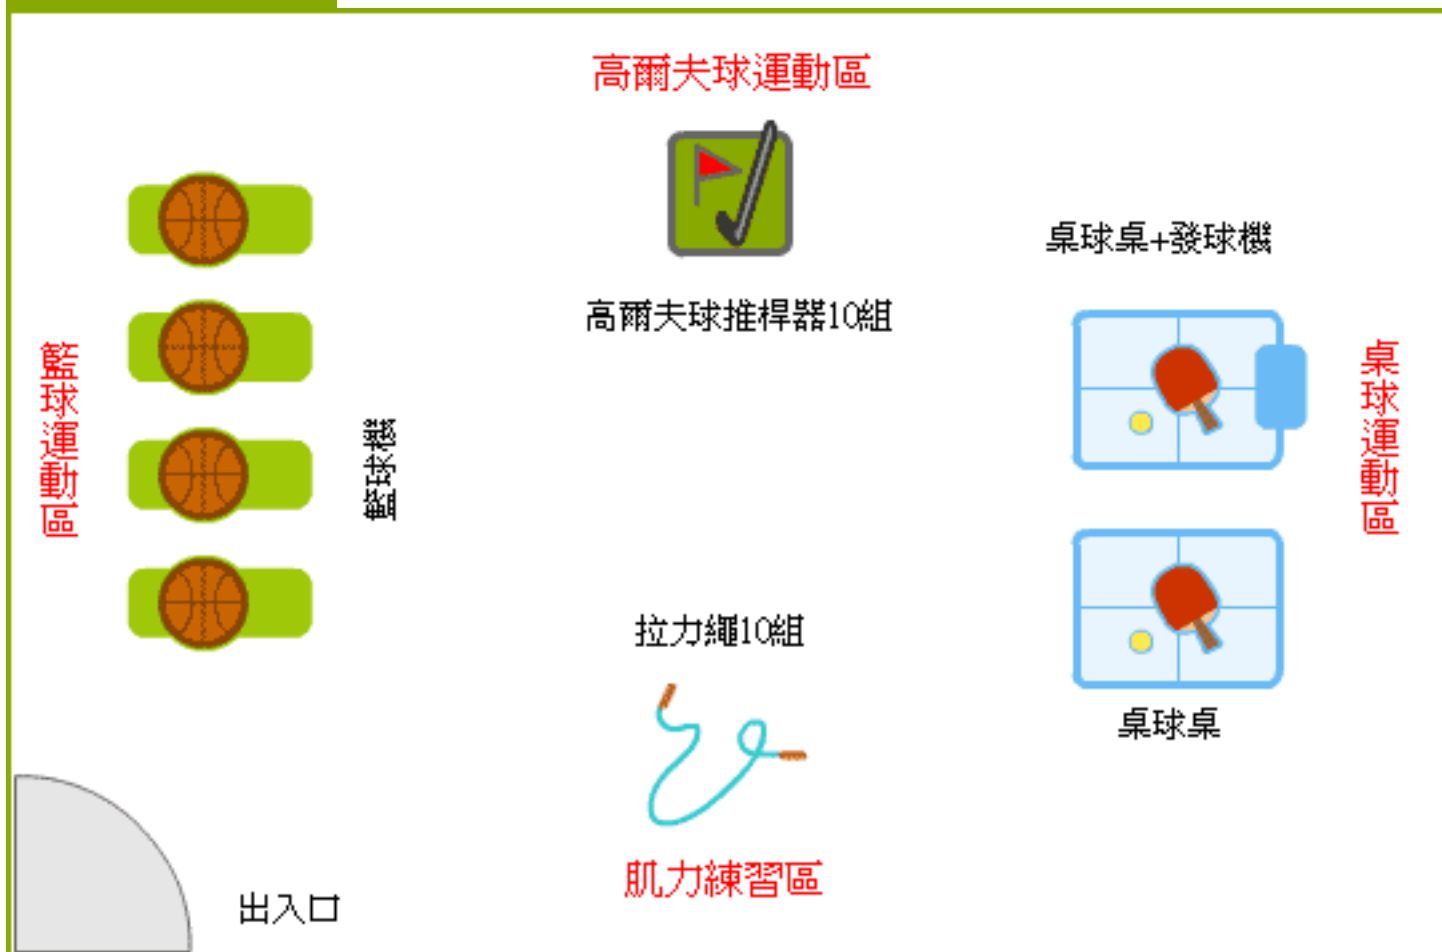 高爾夫球運動區
高爾夫球推桿器10組
桌球桌+發球機
籃球運動區
籃球機
桌球運動區
拉力繩10組
桌球桌
肌力練習區
出入口